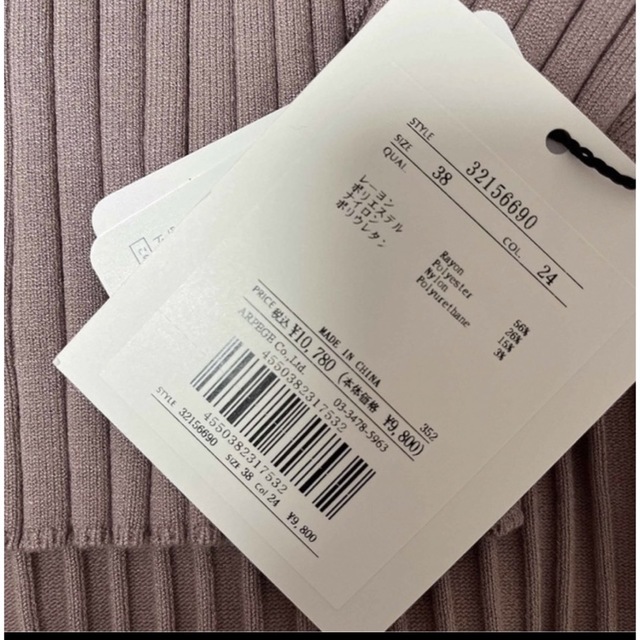 STYLE 32156690
SIZE 38 COL. 24
QUAL
レーヨン Rayon 56%
ポリエステル Polyester 26%
ナイロン Nylon 15%
ポリウレタン Polyurethane 3%
MADE IN CHINA 352
PRICE 税込 ¥10,780 (本体価格 ¥9,800)
ARPEGE Co.,Ltd. 03-3478-5963
4550382317532
4550382317532
STYLE 32156690 SIZE 38 Col 24 ¥9,800